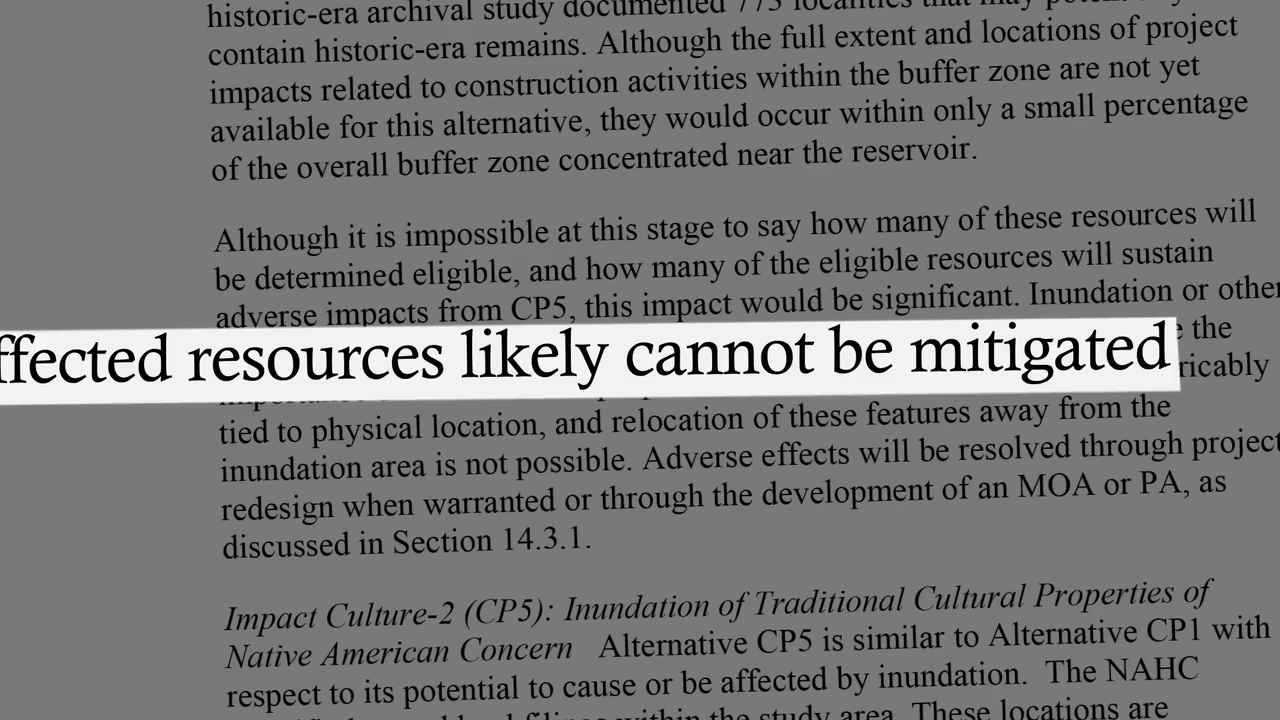 historic-era archival study documented 773 localities that may
contain historic-era remains. Although the full extent and locations of project
impacts related to construction activities within the buffer zone are not yet
available for this alternative, they would occur within only a small percentage
of the overall buffer zone concentrated near the reservoir.
Although it is impossible at this stage to say how many of these resources will
be determined eligible, and how many of the eligible resources will sustain
adverse impacts from CP5, this impact would be significant. Inundation or other
the
ffected resources likely cannot be mitigated
ricably
tied to physical location, and relocation of these features away from the
inundation area is not possible. Adverse effects will be resolved through project
redesign when warranted or through the development of an MOA or PA, as
discussed in Section 14.3.1.
Impact Culture-2 (CP5): Inundation of Traditional Cultural Properties of
Native American Concern Alternative CP5 is similar to Alternative CP1 with
respect to its potential to cause or be affected by inundation. The NAHC
within the study area. These locations are